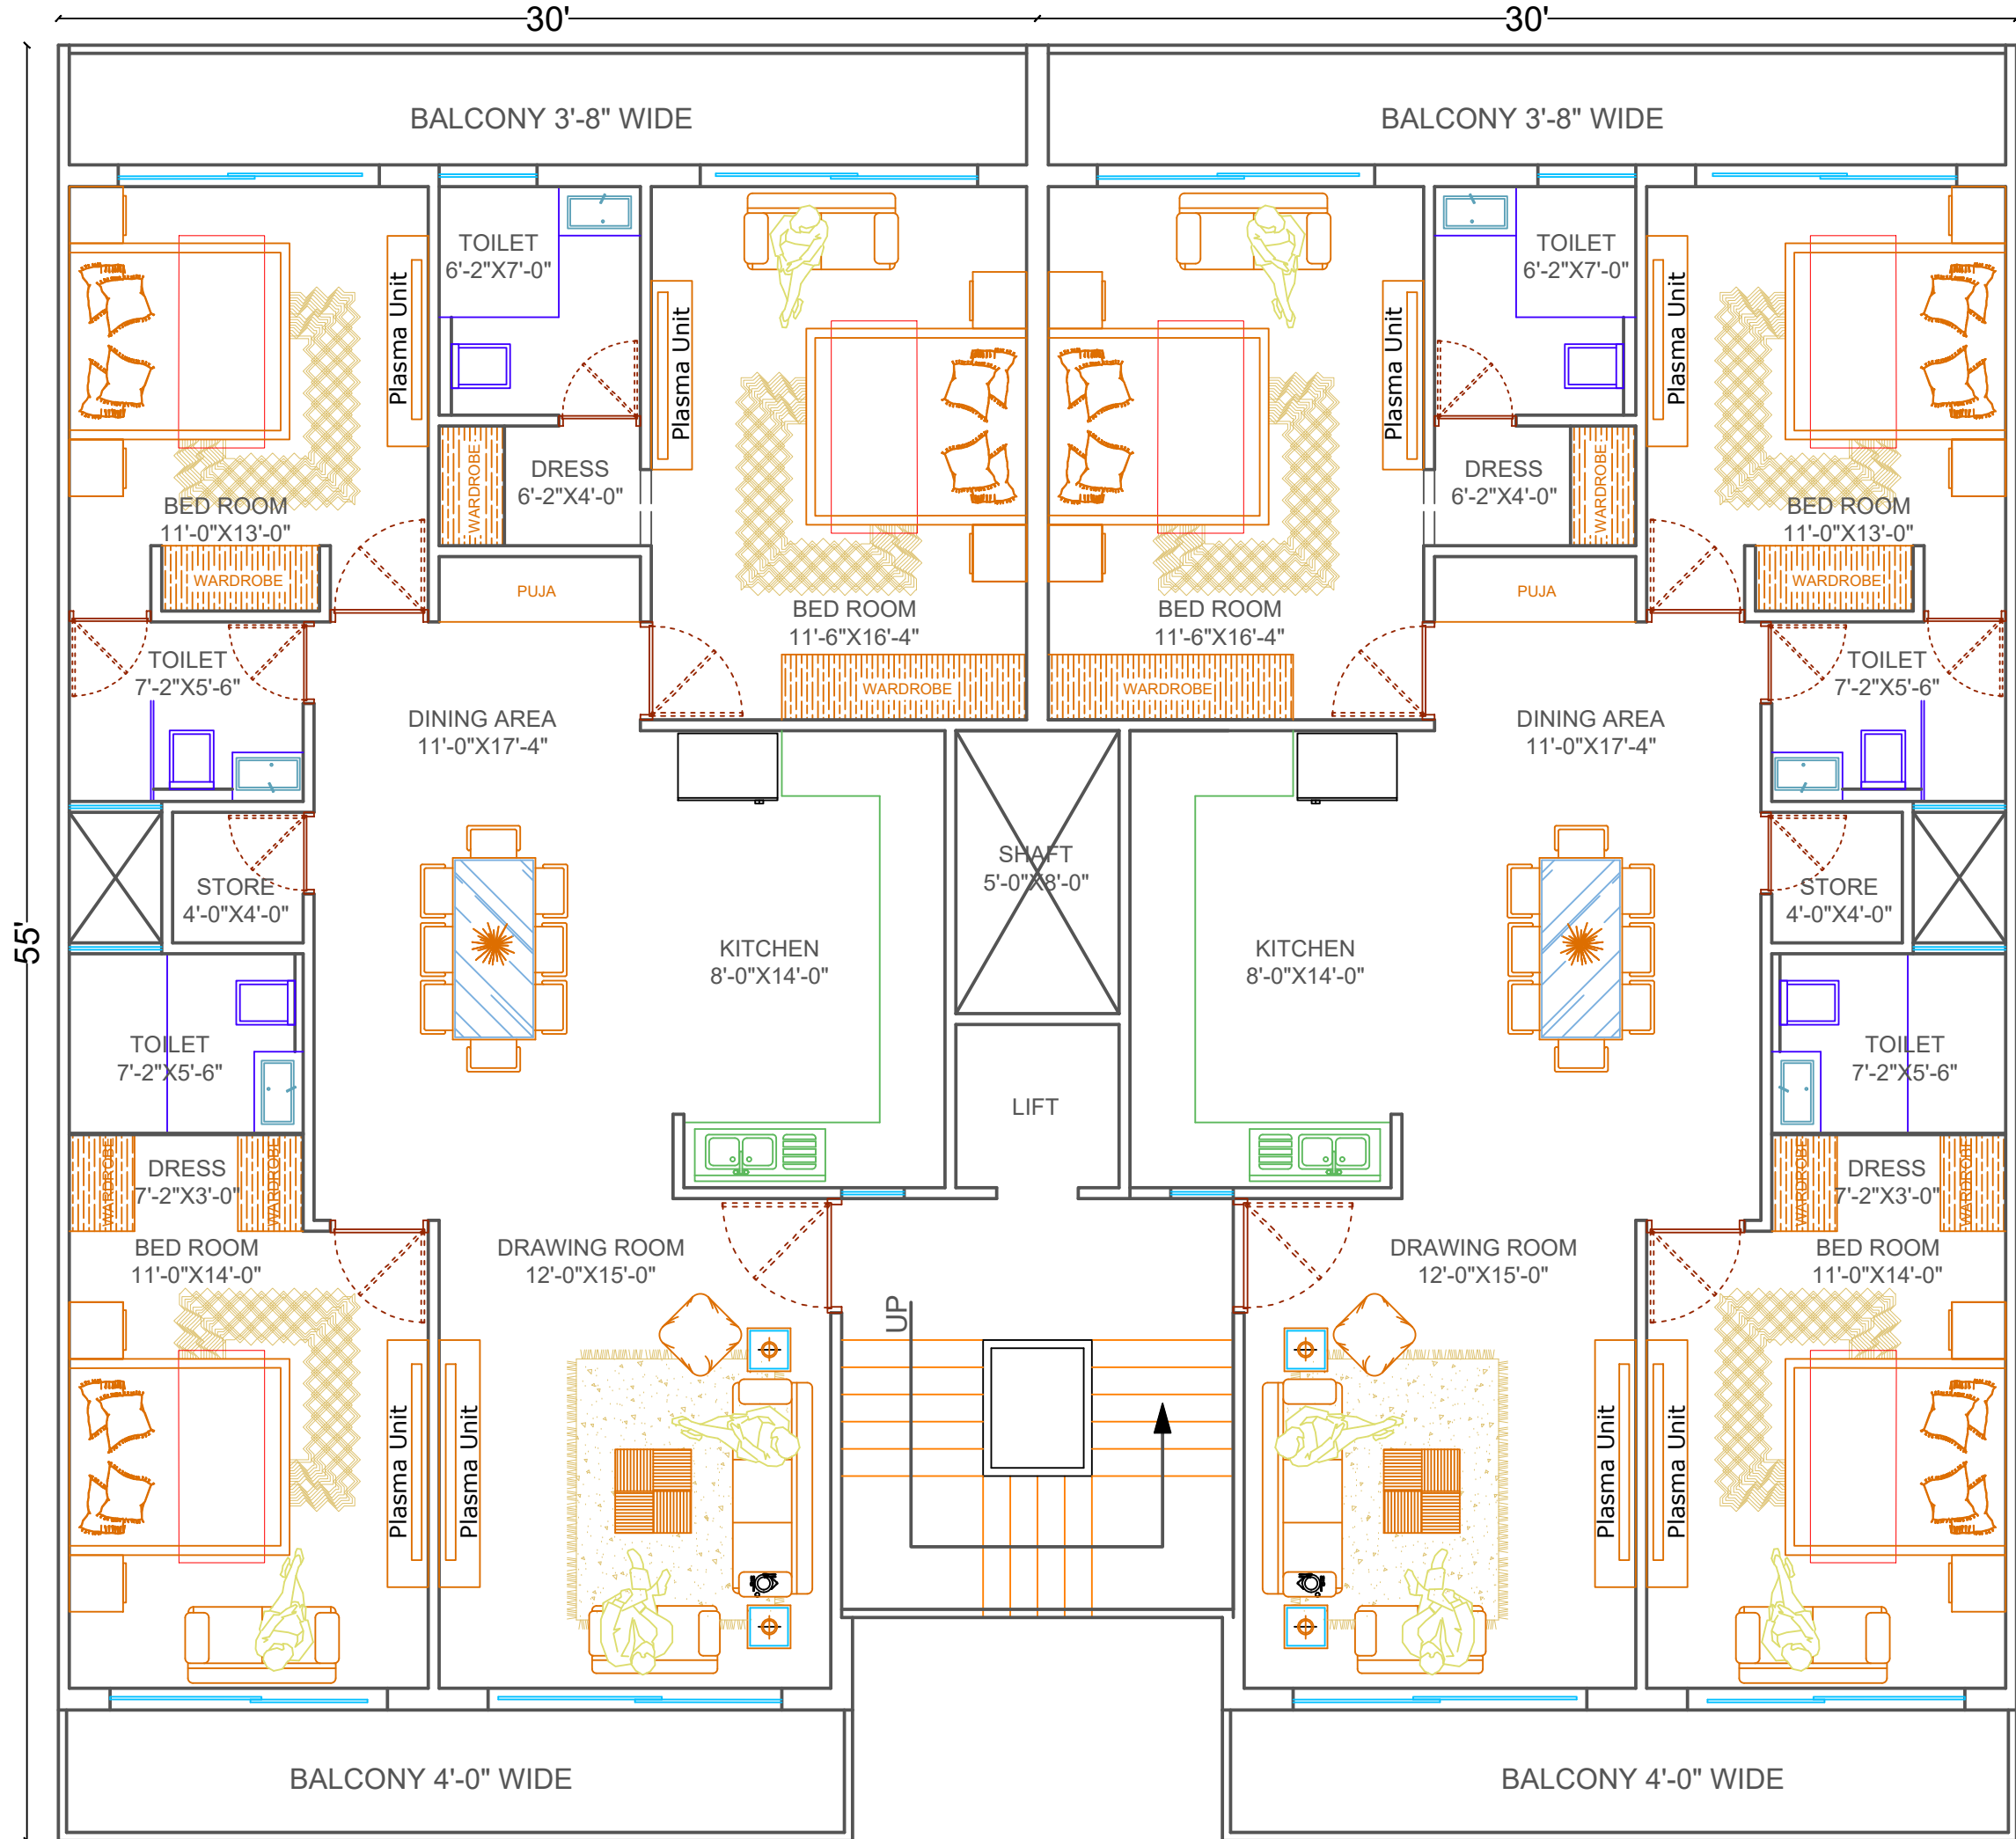 30'
30'
BALCONY 3'-8" WIDE
BALCONY 3'-8" WIDE
TOILET
6'-2"X7'-0"
TOILET
6'-2"X7'-0"
Plasma Unit
Plasma Unit
Plasma Unit
Plasma Unit
WARDROBE
DRESS
6'-2"X4'-0"
DRESS
6'-2"X4'-0"
WARDROBE
BED ROOM
11'-0"X13'-0"
BED ROOM
11'-0"X13'-0"
WARDROBE
PUJA
PUJA
WARDROBE
BED ROOM
11'-6"X16'-4"
BED ROOM
11'-6"X16'-4"
TOILET
7'-2"X5'-6"
TOILET
7'-2"X5'-6"
WARDROBE
WARDROBE
DINING AREA
11'-0"X17'-4"
DINING AREA
11'-0"X17'-4"
SHAFT
5'-0"X8'-0"
STORE
4'-0"X4'-0"
STORE
4'-0"X4'-0"
55'
KITCHEN
8'-0"X14'-0"
KITCHEN
8'-0"X14'-0"
TOILET
7'-2"X5'-6"
TOILET
7'-2"X5'-6"
LIFT
WARDROBE
DRESS
7'-2"X3'-0"
WARDROBE
WARDROBE
DRESS
7'-2"X3'-0"
WARDROBE
BED ROOM
11'-0"X14'-0"
DRAWING ROOM
12'-0"X15'-0"
DRAWING ROOM
12'-0"X15'-0"
BED ROOM
11'-0"X14'-0"
UP
Plasma Unit
Plasma Unit
Plasma Unit
Plasma Unit
BALCONY 4'-0" WIDE
BALCONY 4'-0" WIDE